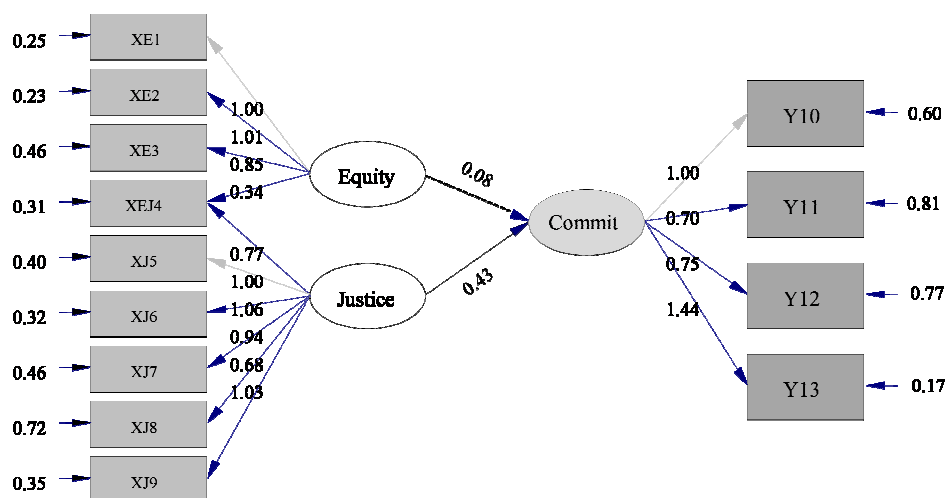 0.25 XE1
0.23 XE2
0.46 XE3
0.31 XEJ4
0.40 XJ5
0.32 XJ6
0.46 XJ7
0.72 XJ8
0.35 XJ9
1.00
1.01
0.85
0.34
0.77
1.00
1.06
0.94
0.68
1.03
Equity
Justice
0.08
0.43
Commit
1.00
0.70
0.75
1.44
Y10 0.60
Y11 0.81
Y12 0.77
Y13 0.17